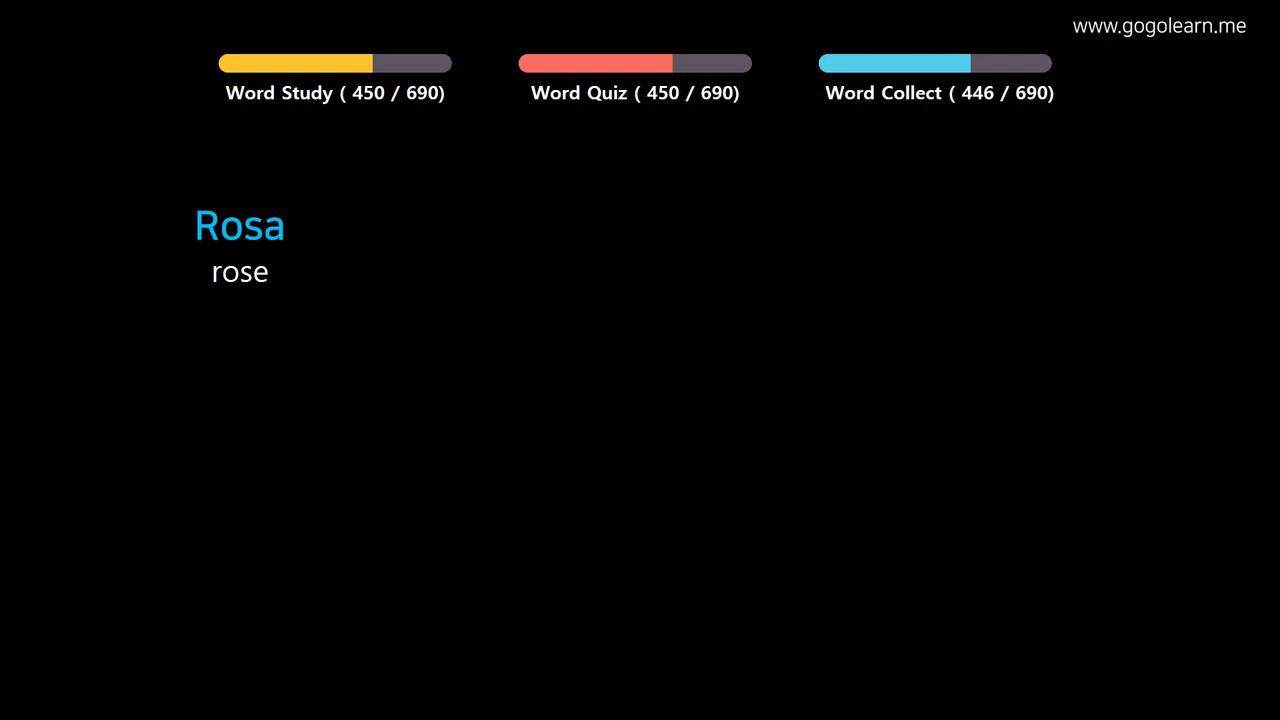 www.gogolearn.me
Word Study ( 450 / 690)
Word Quiz ( 450 / 690)
Word Collect ( 446 / 690)
Rosa
rose